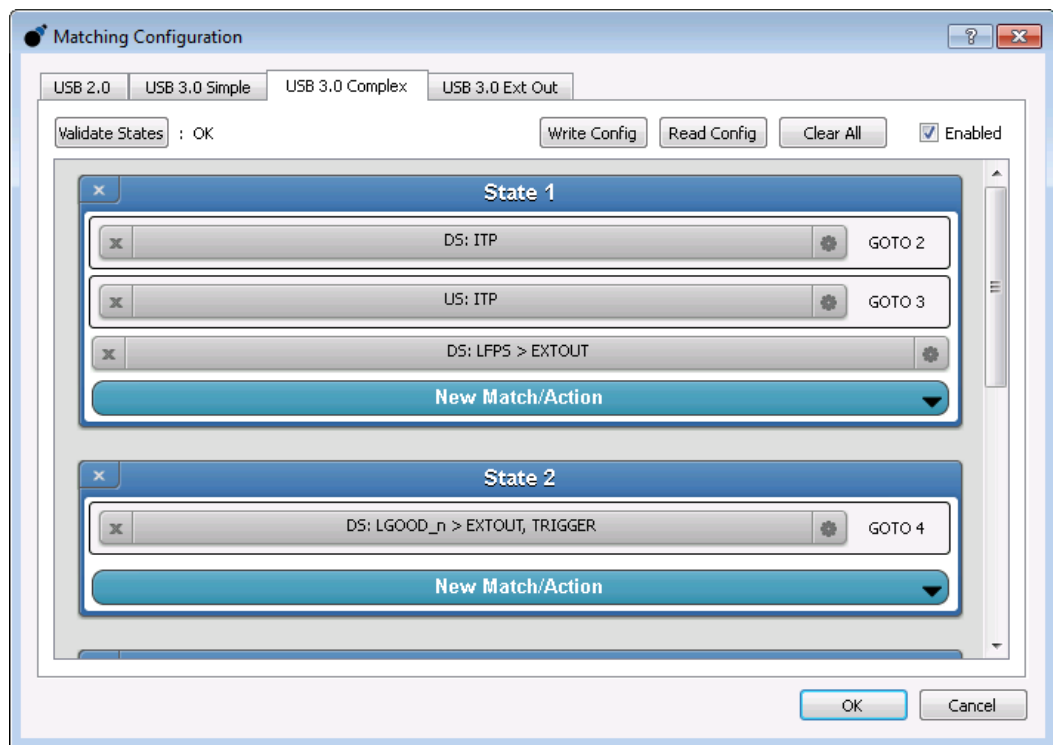 Matching Configuration
USB 2.0 USB 3.0 Simple USB 3.0 Complex USB 3.0 Ext Out
Validate States : OK Write Config Read Config Clear All Enabled
State 1
DS: ITP GOTO 2
US: ITP GOTO 3
DS: LFPS > EXTOUT
New Match/Action
State 2
DS: LGOOD_n > EXTOUT, TRIGGER GOTO 4
New Match/Action
OK Cancel